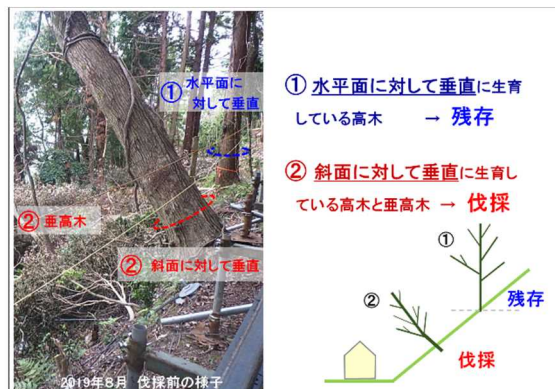 ① 水平面に
対して垂直
② 亜高木
② 斜面に対して垂直
2019年8月 伐採前の様子
① 水平面に対して垂直に生育
している高木 → 残存
② 斜面に対して垂直に生育し
ている高木と亜高木 → 伐採
①
残存
②
伐採